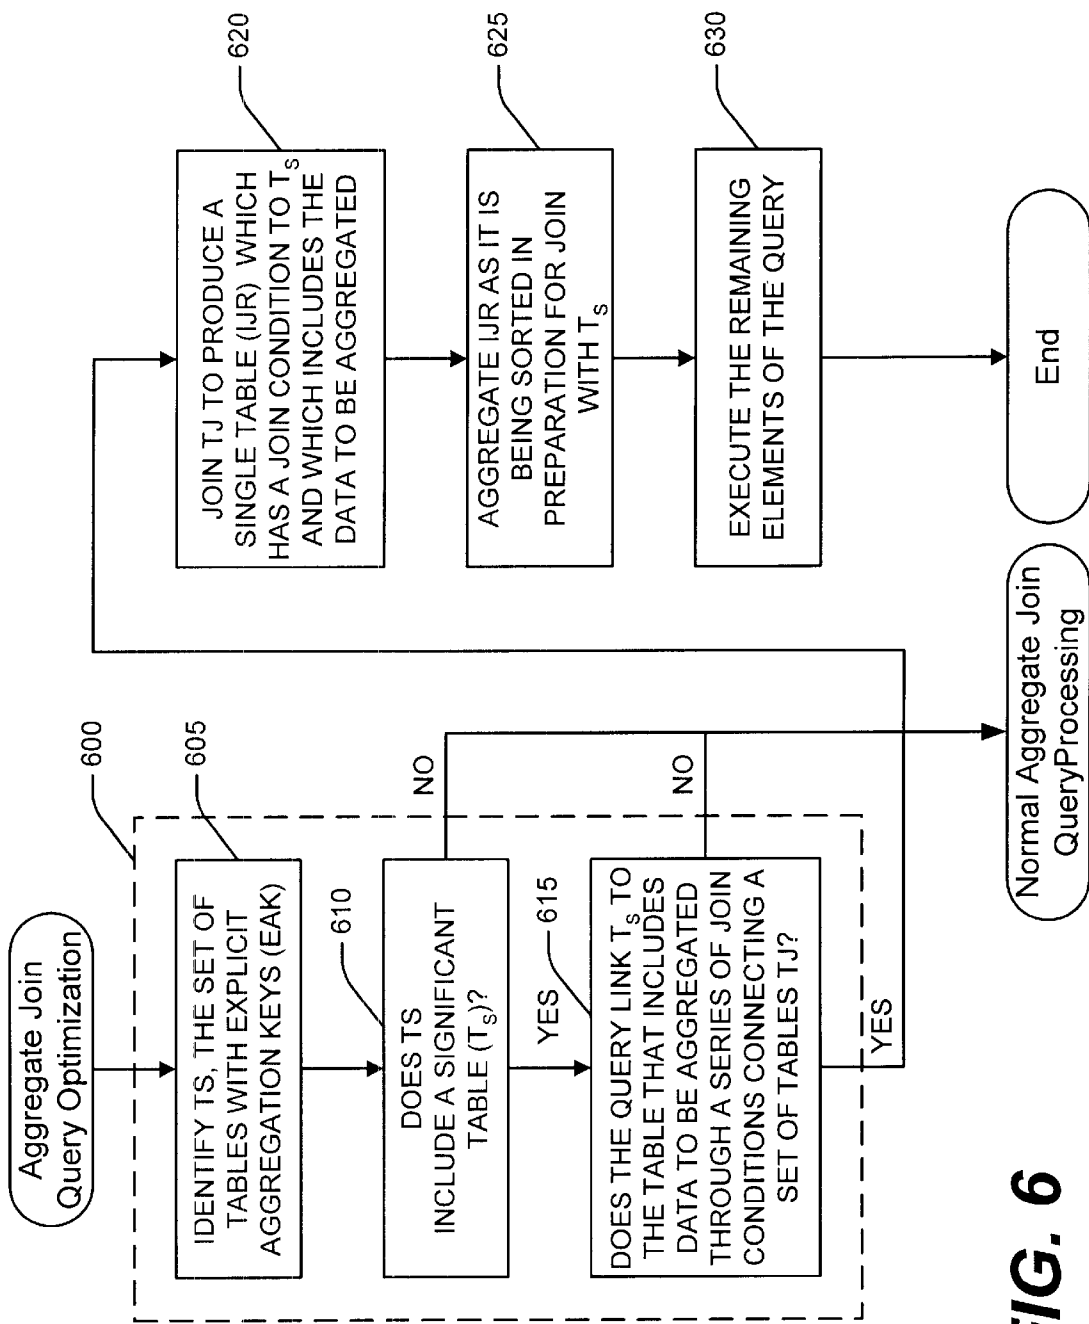 Aggregate Join
Query Optimization
600
605
IDENTIFY TS, THE SET OF
TABLES WITH EXPLICIT
AGGREGATION KEYS (EAK)
610
DOES TS
INCLUDE A SIGNIFICANT
TABLE (TS)?
NO
YES
615
DOES THE QUERY LINK TS TO
THE TABLE THAT INCLUDES
DATA TO BE AGGREGATED
THROUGH A SERIES OF JOIN
CONDITIONS CONNECTING A
SET OF TABLES TJ?
NO
YES
Normal Aggregate Join
QueryProcessing
620
JOIN TJ TO PRODUCE A
SINGLE TABLE (IJR) WHICH
HAS A JOIN CONDITION TO TS
AND WHICH INCLUDES THE
DATA TO BE AGGREGATED
625
AGGREGATE IJR AS IT IS
BEING SORTED IN
PREPARATION FOR JOIN
WITH TS
630
EXECUTE THE REMAINING
ELEMENTS OF THE QUERY
End
FIG. 6